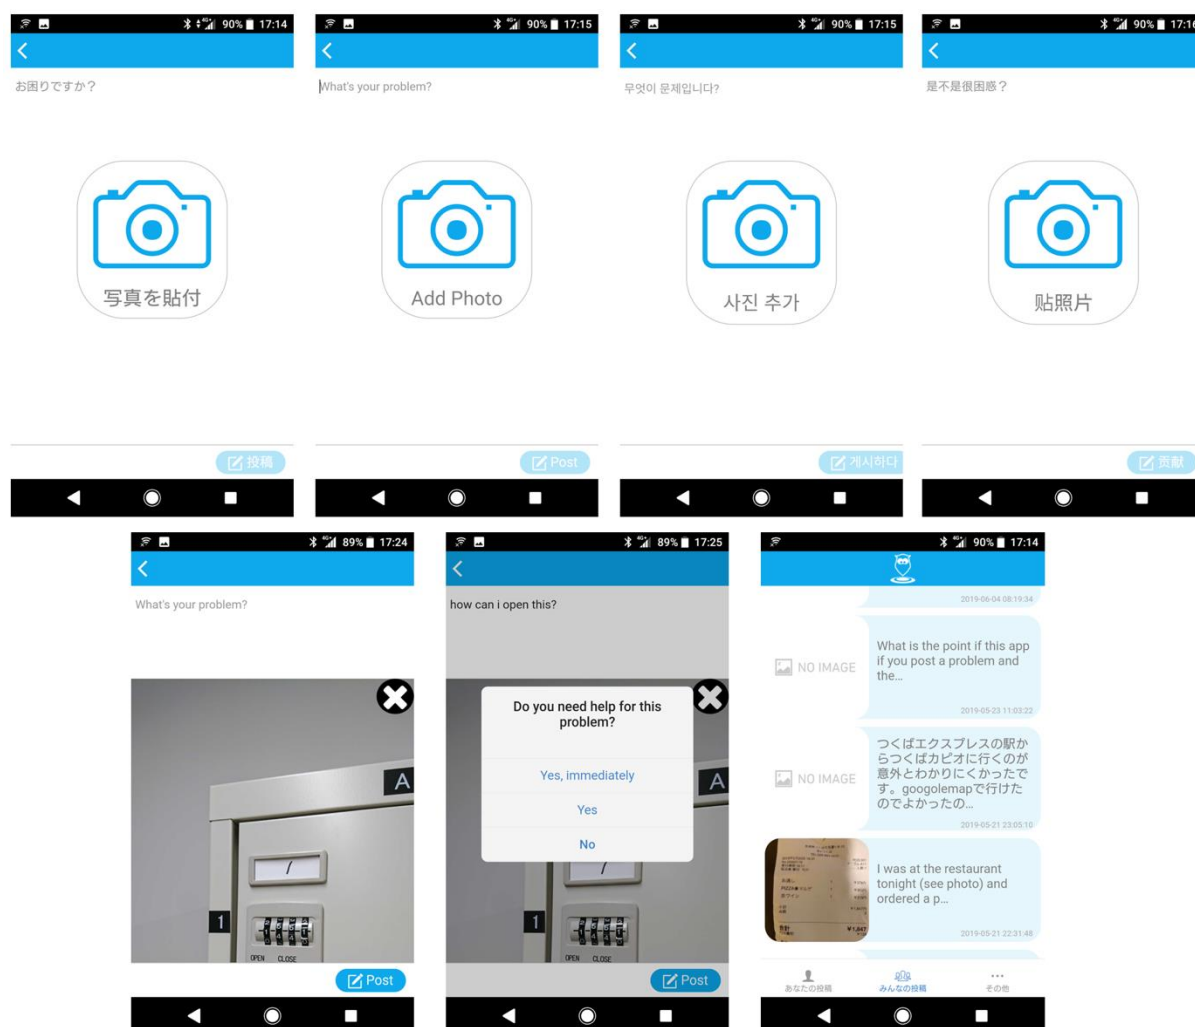 90% 17:14
お困りですか？
写真を貼付
投稿
90% 17:15
What's your problem?
Add Photo
Post
90% 17:15
무엇이 문제입니다?
사진 추가
게시하다
90% 17:16
是不是很困惑？
贴照片
贡献
89% 17:24
What's your problem?
A
1
1
OPEN CLOSE
Post
89% 17:25
how can i open this?
Do you need help for this
problem?
Yes, immediately
Yes
No
A
1
OPEN CLOSE
Post
90% 17:14
2019-06-04 08:19:34
NO IMAGE
What is the point if this app
if you post a problem and
the...
2019-05-23 11:03:22
NO IMAGE
つくばエクスプレスの駅か
らつくばカピオに行くのが
意外とわかりにくかったで
す。googolemapで行けた
のでよかったの...
2019-05-21 23:05:10
I was at the restaurant
tonight (see photo) and
ordered a p...
¥1,847
2019-05-21 22:31:48
あなたの投稿
みんなの投稿
その他